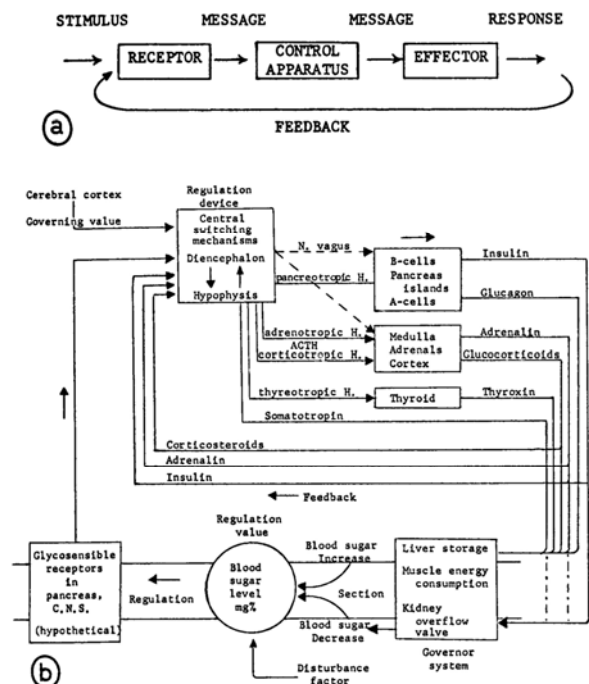 STIMULUS MESSAGE MESSAGE RESPONSE
RECEPTOR
CONTROL
APPARATUS
EFFECTOR
FEEDBACK
a
Regulation
device
Cerebral cortex
Governing value
Central
switching
mechanisms
Diencephalon
Hypophysis
N. vagus
pancreotropic H.
B-cells
Pancreas
islands
A-cells
Insulin
Glucagon
adrenotropic H.
ACTH
corticotropic H.
Medulla
Adrenals
Cortex
Adrenalin
Glucocorticoids
thyreotropic H.
Thyroid
Thyroxin
Somatotropin
Corticosteroids
Adrenalin
Insulin
Feedback
Regulation
value
Glycosensible
receptors
in
pancreas,
C.N.S.
(hypothetical)
Regulation
Blood
sugar
level
mg%
Blood sugar
Increase
Section
Blood sugar
Decrease
Liver storage
Muscle energy
consumption
Kidney
overflow
valve
Governor
system
Disturbance
factor
b